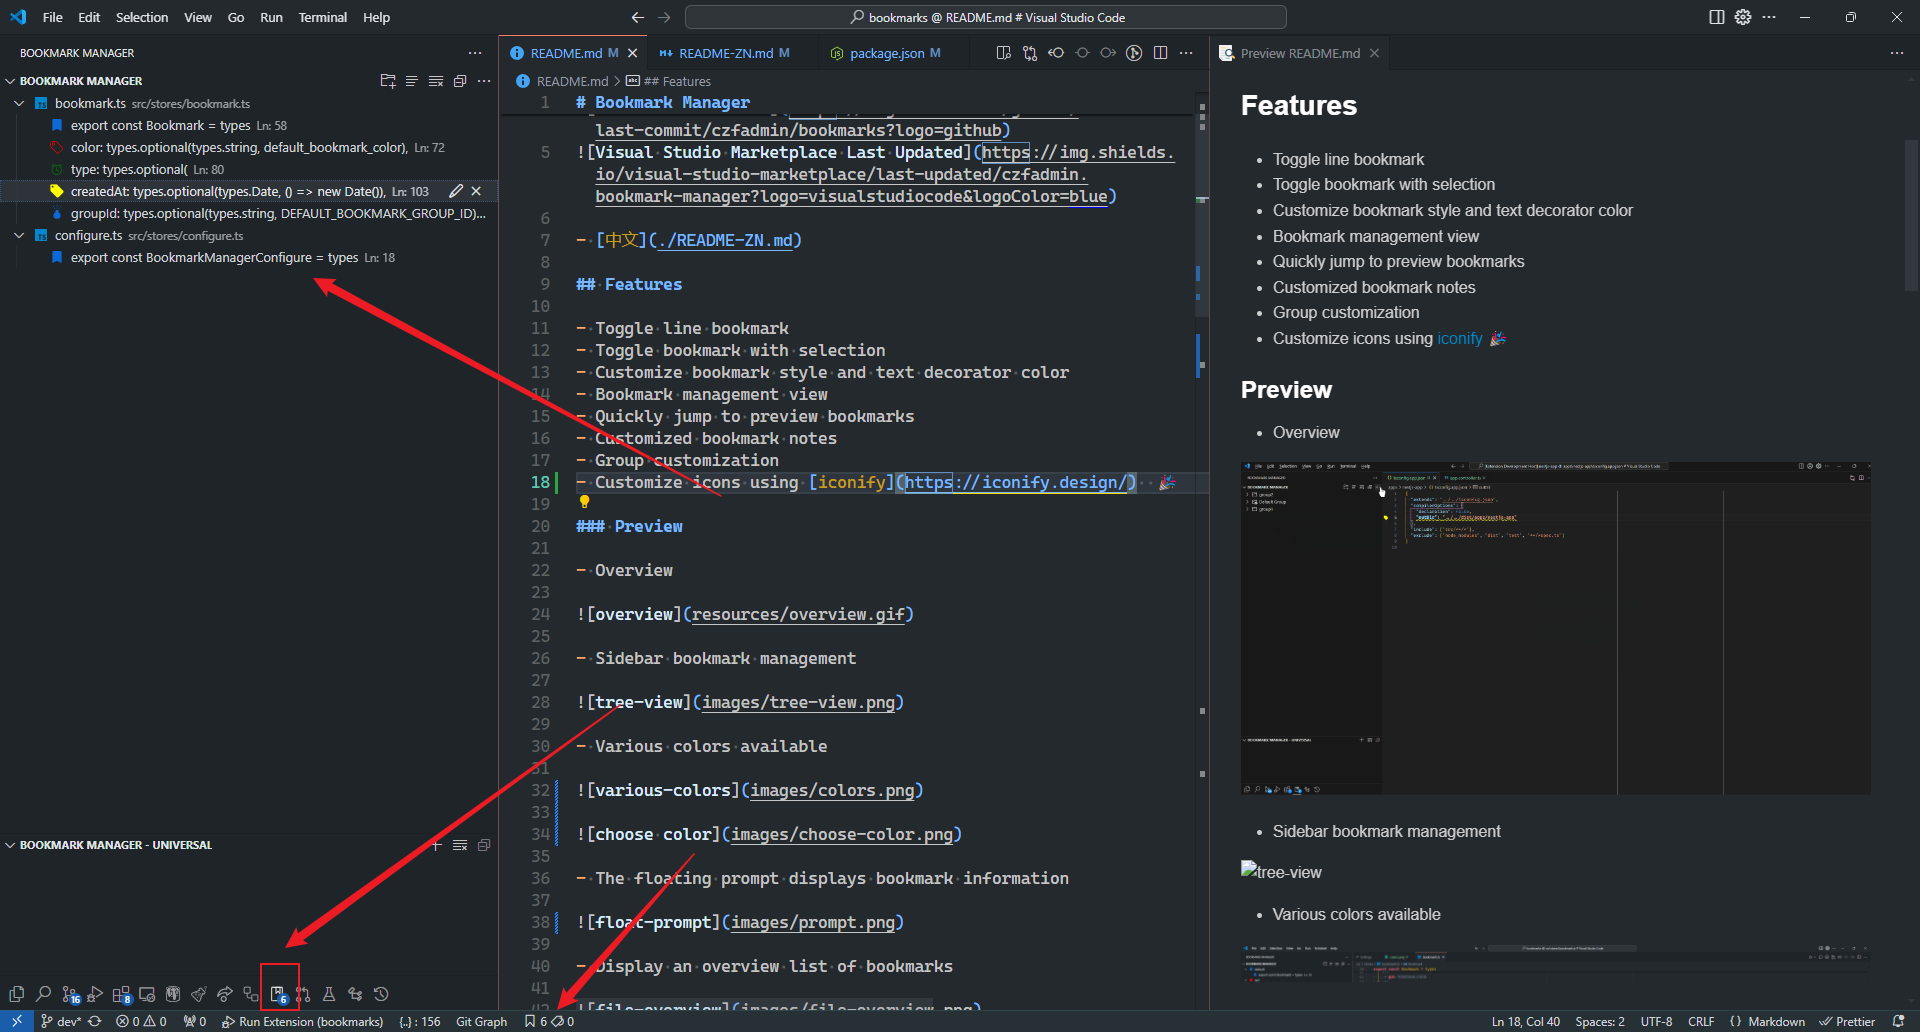 File Edit Selection View Go Run Terminal Help
bookmarks @ README.md # Visual Studio Code
BOOKMARK MANAGER
BOOKMARK MANAGER
bookmark.ts src/stores/bookmark.ts
export const Bookmark = types Ln: 58
color: types.optional(types.string, default_bookmark_color), Ln: 72
type: types.optional( Ln: 80
createdAt: types.optional(types.Date, () => new Date()), Ln: 103
groupId: types.optional(types.string, DEFAULT_BOOKMARK_GROUP_ID)...
configure.ts src/stores/configure.ts
export const BookmarkManagerConfigure = types Ln: 18
BOOKMARK MANAGER - UNIVERSAL
16
8
6
README.md M
README-ZN.md M
package.json M
README.md > ## Features
1 # Bookmark Manager
last-commit/czfadmin/bookmarks?logo=github)
5 ![Visual Studio Marketplace Last Updated](https://img.shields.
io/visual-studio-marketplace/last-updated/czfadmin.
bookmark-manager?logo=visualstudiocode&logoColor=blue)
6
7 - [中文](./README-ZN.md)
8
9 ## Features
10
11 - Toggle line bookmark
12 - Toggle bookmark with selection
13 - Customize bookmark style and text decorator color
14 - Bookmark management view
15 - Quickly jump to preview bookmarks
16 - Customized bookmark notes
17 - Group customization
18 - Customize icons using [iconify](https://iconify.design/) 🎉
19
20 ### Preview
21
22 - Overview
23
24 ![overview](resources/overview.gif)
25
26 - Sidebar bookmark management
27
28 ![tree-view](images/tree-view.png)
29
30 - Various colors available
31
32 ![various-colors](images/colors.png)
33
34 ![choose color](images/choose-color.png)
35
36 - The floating prompt displays bookmark information
37
38 ![float-prompt](images/prompt.png)
39
40 - Display an overview list of bookmarks
41
42 ![file-overview](images/file-overview.png)
Preview README.md
Features
• Toggle line bookmark
• Toggle bookmark with selection
• Customize bookmark style and text decorator color
• Bookmark management view
• Quickly jump to preview bookmarks
• Customized bookmark notes
• Group customization
• Customize icons using iconify 🎉
Preview
• Overview
• Sidebar bookmark management
tree-view
• Various colors available
dev* 0 0 0 Run Extension (bookmarks) {..} : 156 Git Graph 6 0
Ln 18, Col 40 Spaces: 2 UTF-8 CRLF {} Markdown Prettier